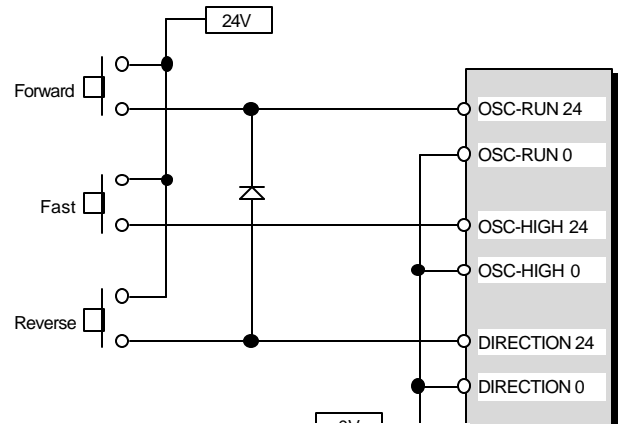 24V
Forward
OSC-RUN 24
OSC-RUN 0
Fast
OSC-HIGH 24
OSC-HIGH 0
Reverse
DIRECTION 24
DIRECTION 0